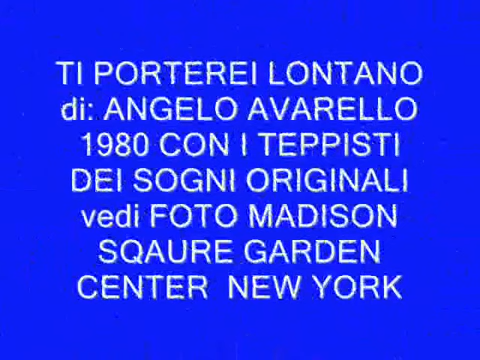 TI PORTEREI LONTANO
di: ANGELO AVARELLO
1980 CON I TEPPISTI
DEI SOGNI ORIGINALI
vedi FOTO MADISON
SQAURE GARDEN
CENTER  NEW YORK